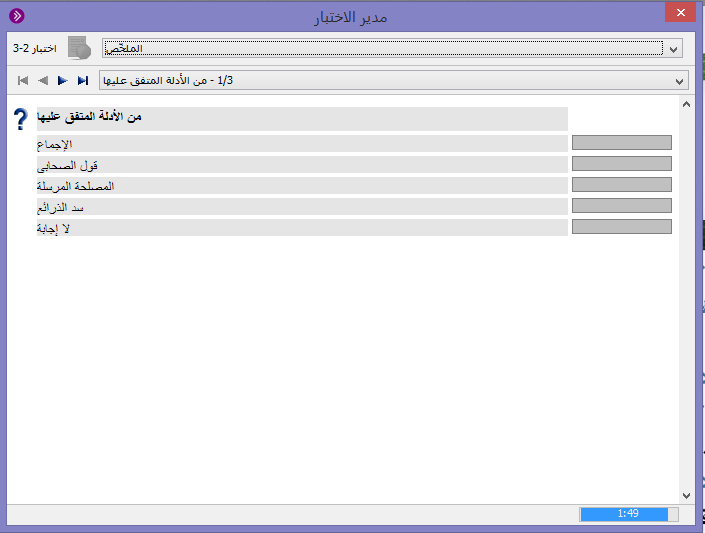 مدير الاختبار
اختبار 2-3
الملخّص
1/3 - من الأدلة المتفق عليها
من الأدلة المتفق عليها
الإجماع
قول الصحابي
المصلحة المرسلة
سد الذرائع
لا إجابة
1:49